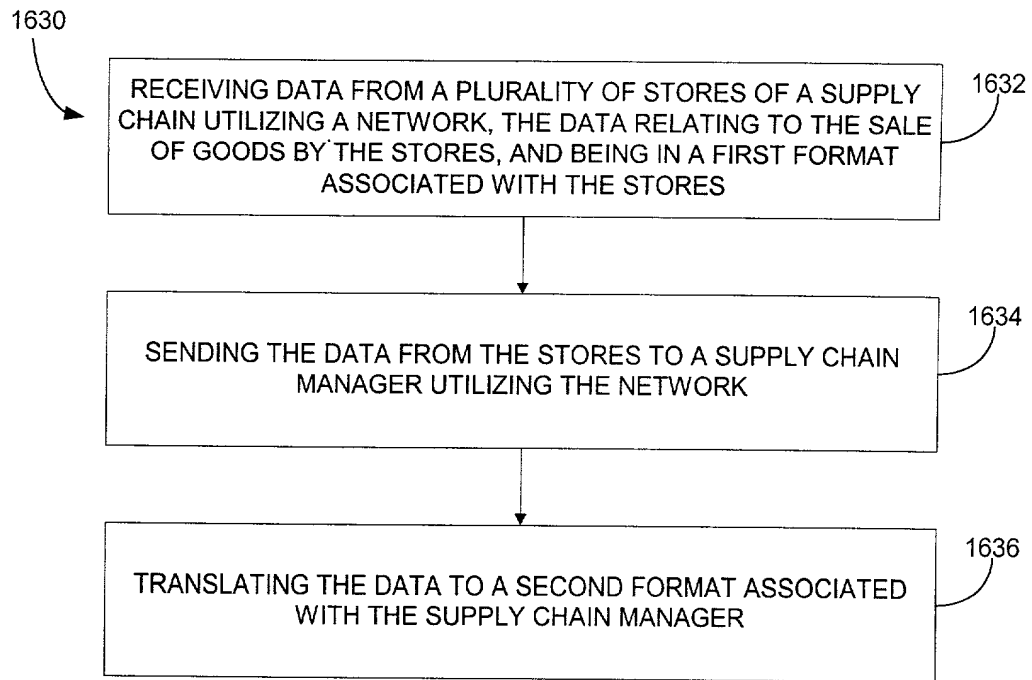 1630
RECEIVING DATA FROM A PLURALITY OF STORES OF A SUPPLY
CHAIN UTILIZING A NETWORK, THE DATA RELATING TO THE SALE
OF GOODS BY THE STORES, AND BEING IN A FIRST FORMAT
ASSOCIATED WITH THE STORES
1632
SENDING THE DATA FROM THE STORES TO A SUPPLY CHAIN
MANAGER UTILIZING THE NETWORK
1634
TRANSLATING THE DATA TO A SECOND FORMAT ASSOCIATED
WITH THE SUPPLY CHAIN MANAGER
1636